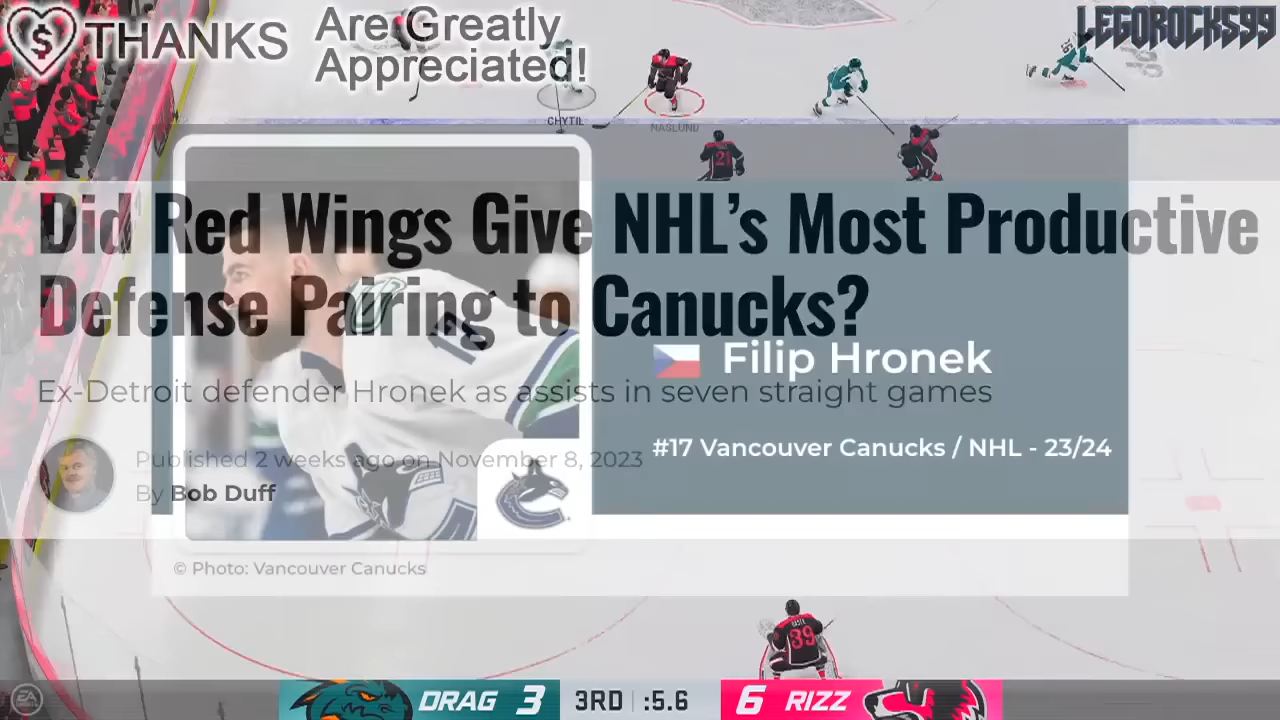 THANKS
Are Greatly
Appreciated!
LEGOROCKS99
CHYTIL
NASLUND
21
Did Red Wings Give NHL's Most Productive
Defense Pairing to Canucks?
Filip Hronek
Ex-Detroit defender Hronek as assists in seven straight games
#17 Vancouver Canucks / NHL - 23/24
Published 2 weeks ago on November 8, 2023
By Bob Duff
© Photo: Vancouver Canucks
39
DRAG 3 3RD :5.6 6 RIZZ